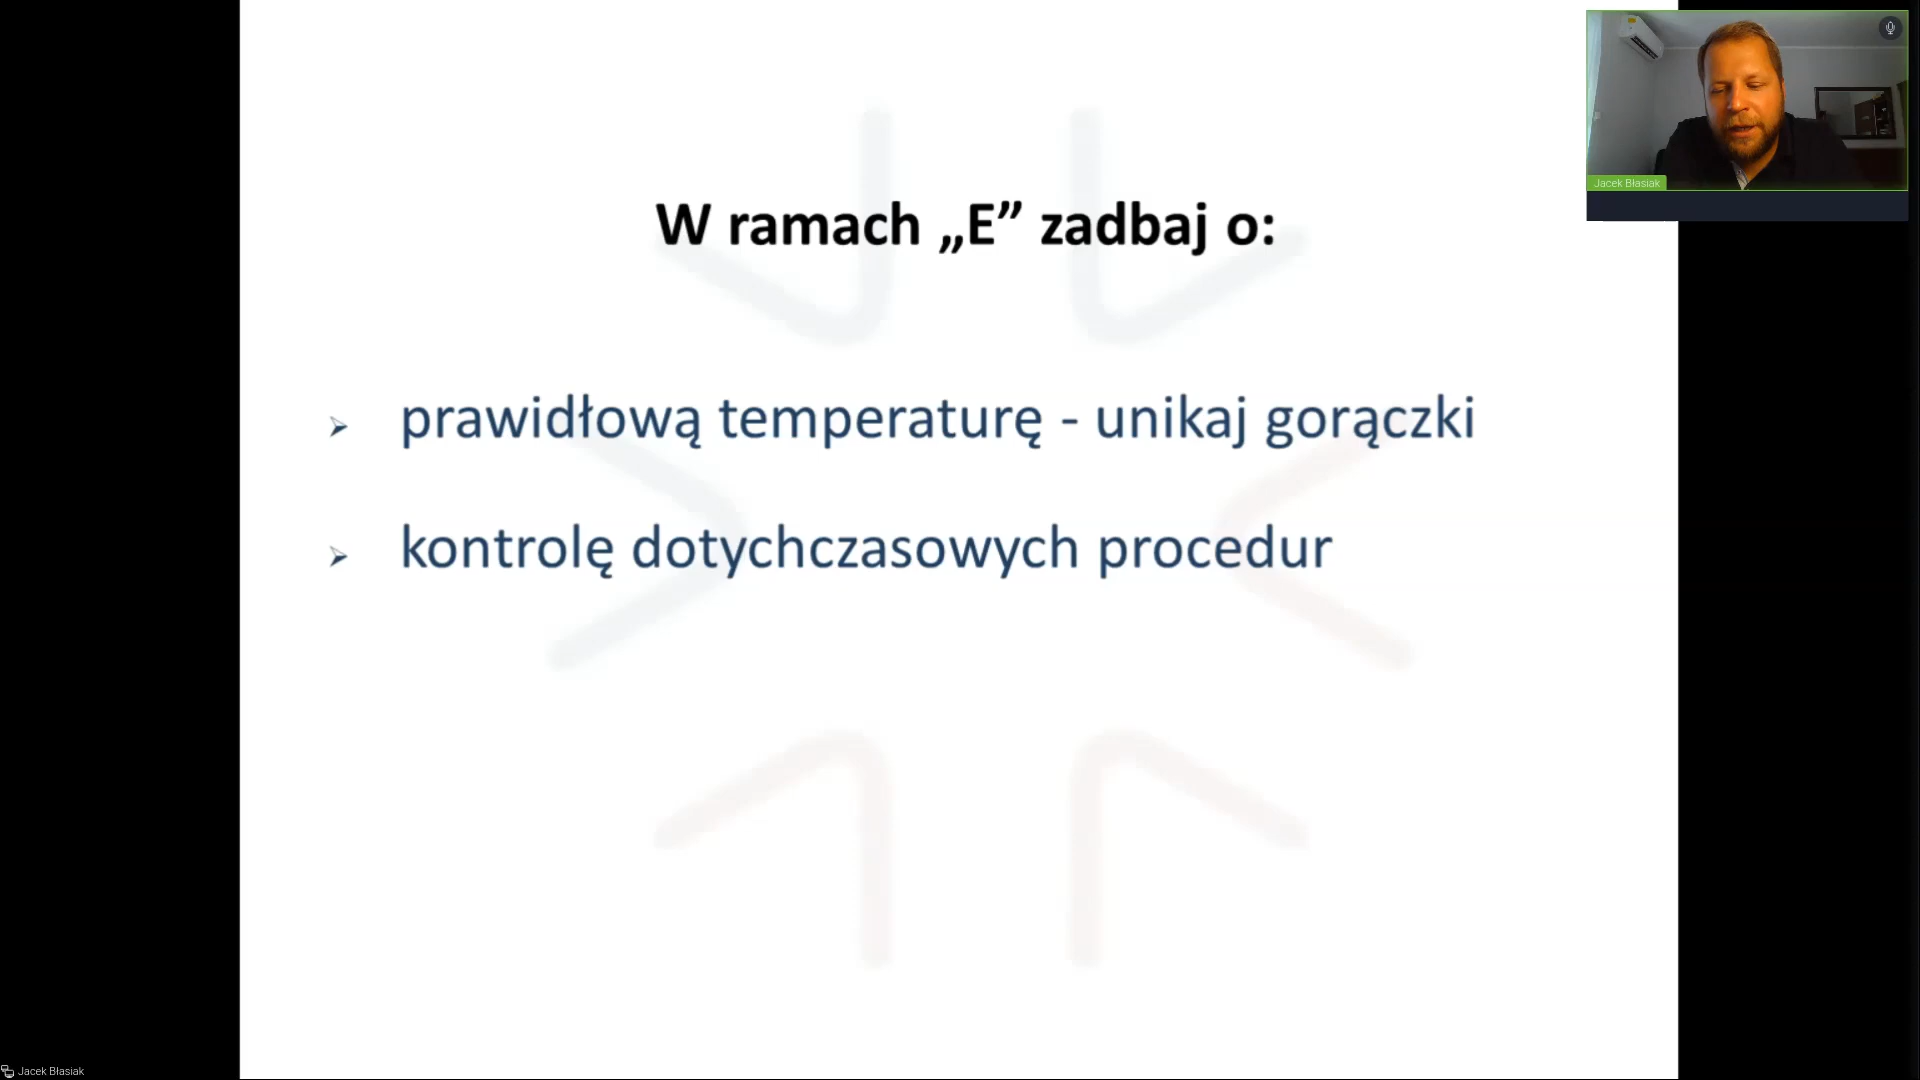 W ramach „E” zadbaj o:
prawidłową temperaturę - unikaj gorączki
kontrolę dotychczasowych procedur
Jacek Błasiak
Jacek Błasiak